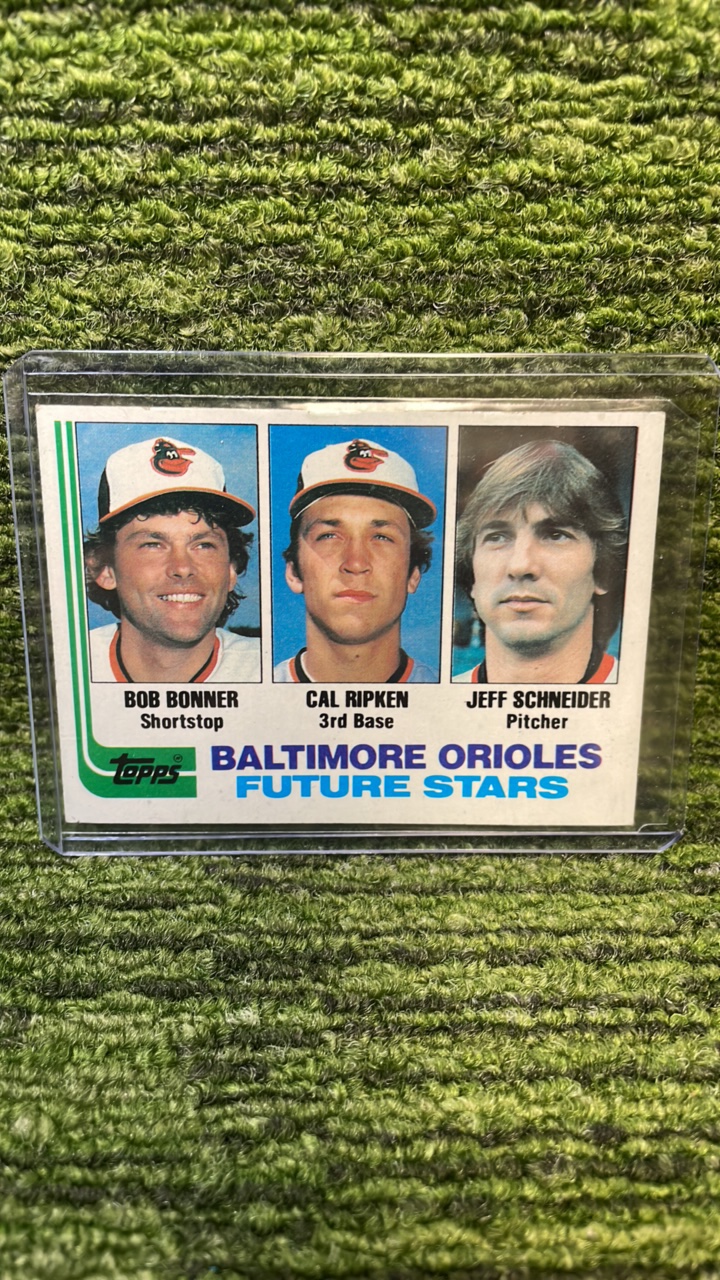 BOB BONNER
Shortstop
CAL RIPKEN
3rd Base
JEFF SCHNEIDER
Pitcher
Topps®
BALTIMORE ORIOLES
FUTURE STARS